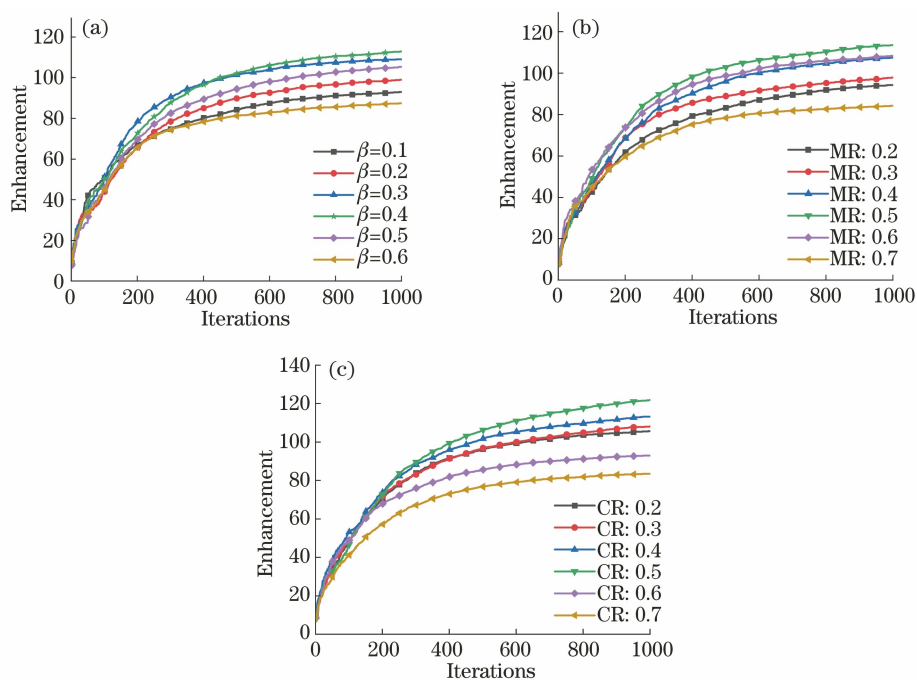 (a)
120
100
80
60
40
20
0
Enhancement
β=0.1
β=0.2
β=0.3
β=0.4
β=0.5
β=0.6
0 200 400 600 800 1000
Iterations
(b)
120
100
80
60
40
20
0
Enhancement
MR: 0.2
MR: 0.3
MR: 0.4
MR: 0.5
MR: 0.6
MR: 0.7
0 200 400 600 800 1000
Iterations
(c)
140
120
100
80
60
40
20
0
Enhancement
CR: 0.2
CR: 0.3
CR: 0.4
CR: 0.5
CR: 0.6
CR: 0.7
0 200 400 600 800 1000
Iterations